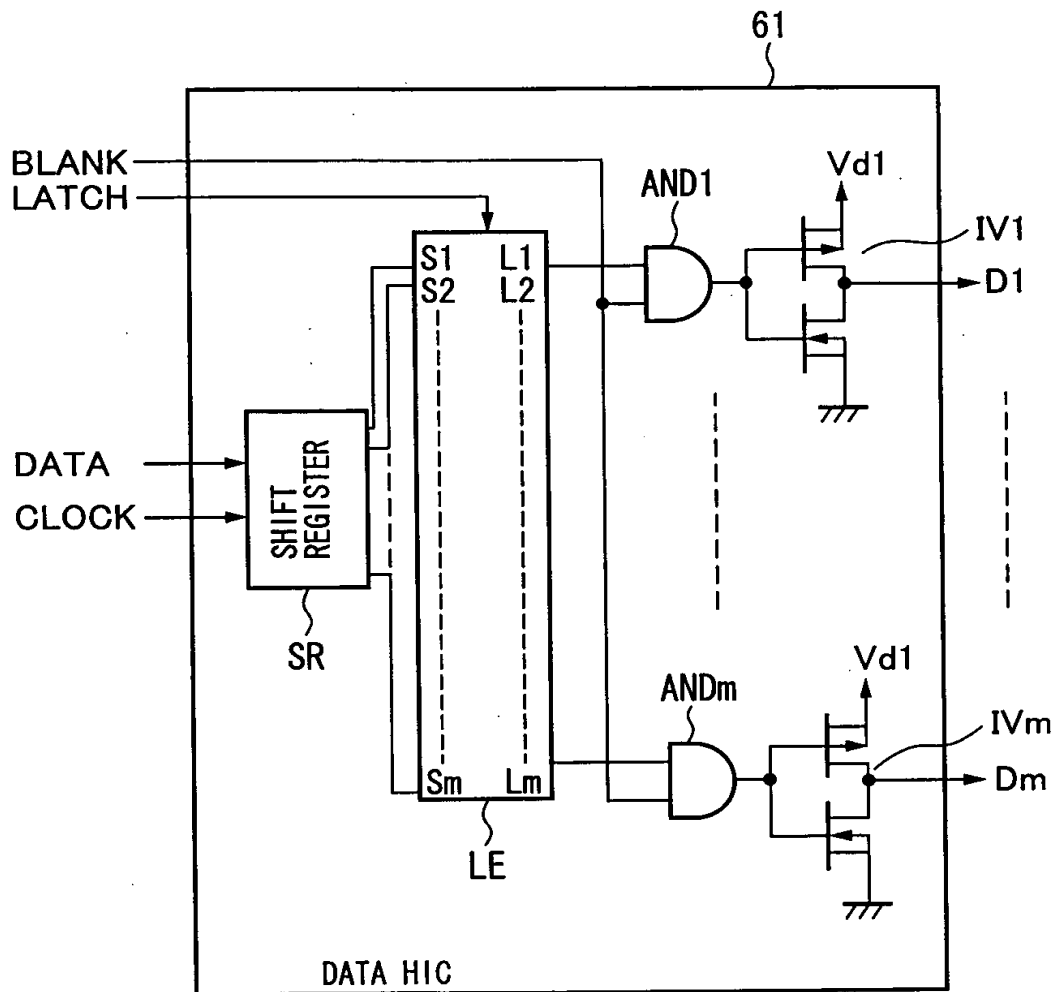 61
BLANK
LATCH
AND1
Vd1
IV1
D1
S1 L1
S2 L2
DATA
CLOCK
SHIFT
REGISTER
SR
Vd1
ANDm
IVm
Dm
Sm Lm
LE
DATA HIC